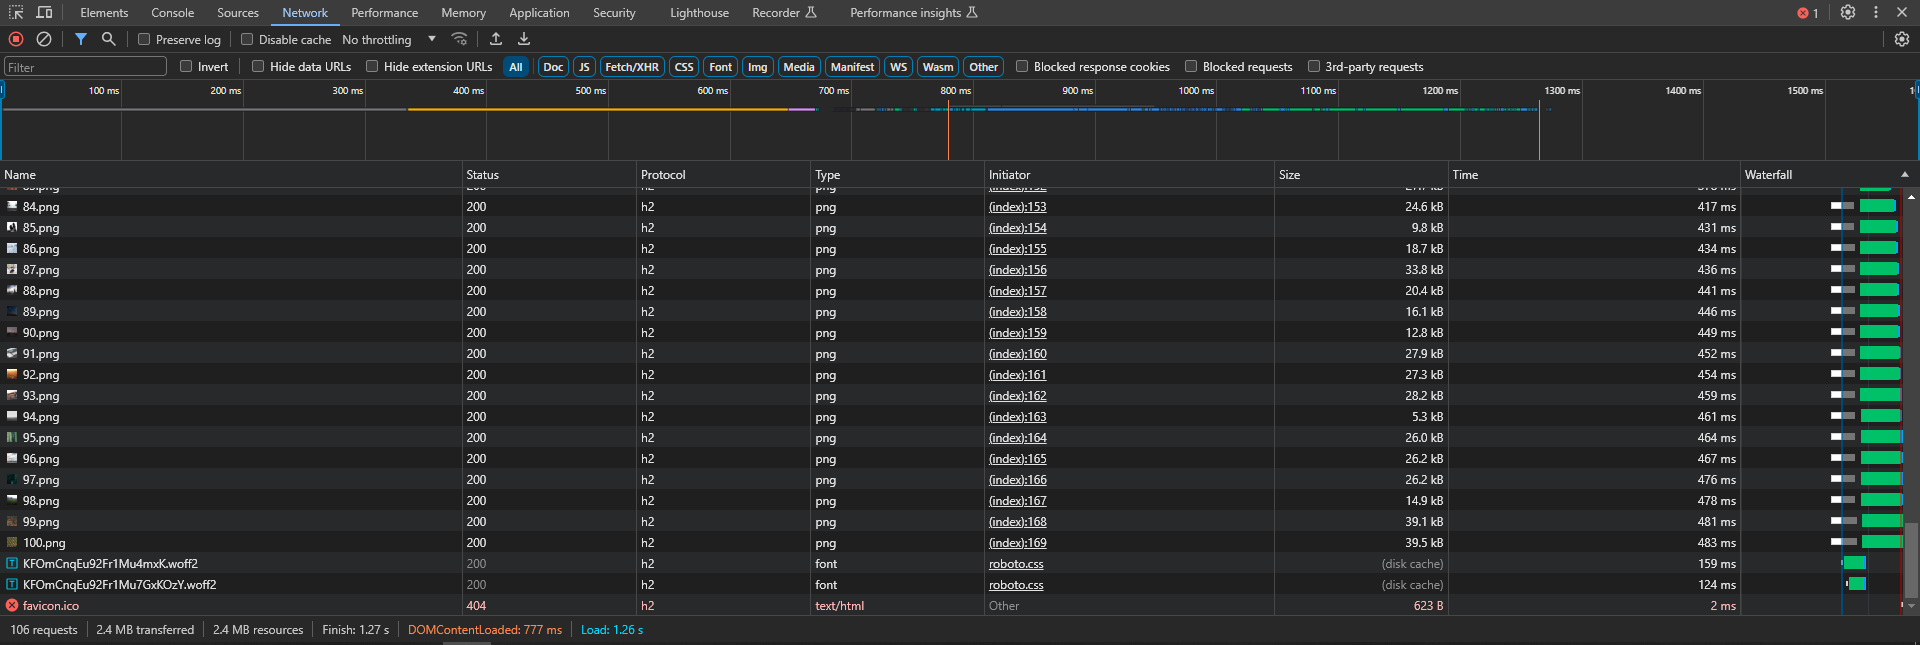 Elements Console Sources Network Performance Memory Application Security Lighthouse Recorder Performance insights 1
Preserve log Disable cache No throttling
Filter Invert Hide data URLs Hide extension URLs All Doc JS Fetch/XHR CSS Font Img Media Manifest WS Wasm Other Blocked response cookies Blocked requests 3rd-party requests
100 ms 200 ms 300 ms 400 ms 500 ms 600 ms 700 ms 800 ms 900 ms 1000 ms 1100 ms 1200 ms 1300 ms 1400 ms 1500 ms
Name Status Protocol Type Initiator Size Time Waterfall
84.png 200 h2 png (index):153 24.6 kB 417 ms
85.png 200 h2 png (index):154 9.8 kB 431 ms
86.png 200 h2 png (index):155 18.7 kB 434 ms
87.png 200 h2 png (index):156 33.8 kB 436 ms
88.png 200 h2 png (index):157 20.4 kB 441 ms
89.png 200 h2 png (index):158 16.1 kB 446 ms
90.png 200 h2 png (index):159 12.8 kB 449 ms
91.png 200 h2 png (index):160 27.9 kB 452 ms
92.png 200 h2 png (index):161 27.3 kB 454 ms
93.png 200 h2 png (index):162 28.2 kB 459 ms
94.png 200 h2 png (index):163 5.3 kB 461 ms
95.png 200 h2 png (index):164 26.0 kB 464 ms
96.png 200 h2 png (index):165 26.2 kB 467 ms
97.png 200 h2 png (index):166 26.2 kB 476 ms
98.png 200 h2 png (index):167 14.9 kB 478 ms
99.png 200 h2 png (index):168 39.1 kB 481 ms
100.png 200 h2 png (index):169 39.5 kB 483 ms
KFOmCnqEu92Fr1Mu4mxK.woff2 200 h2 font roboto.css (disk cache) 159 ms
KFOmCnqEu92Fr1Mu7GxKOzY.woff2 200 h2 font roboto.css (disk cache) 124 ms
favicon.ico 404 h2 text/html Other 623 B 2 ms
106 requests 2.4 MB transferred 2.4 MB resources Finish: 1.27 s DOMContentLoaded: 777 ms Load: 1.26 s